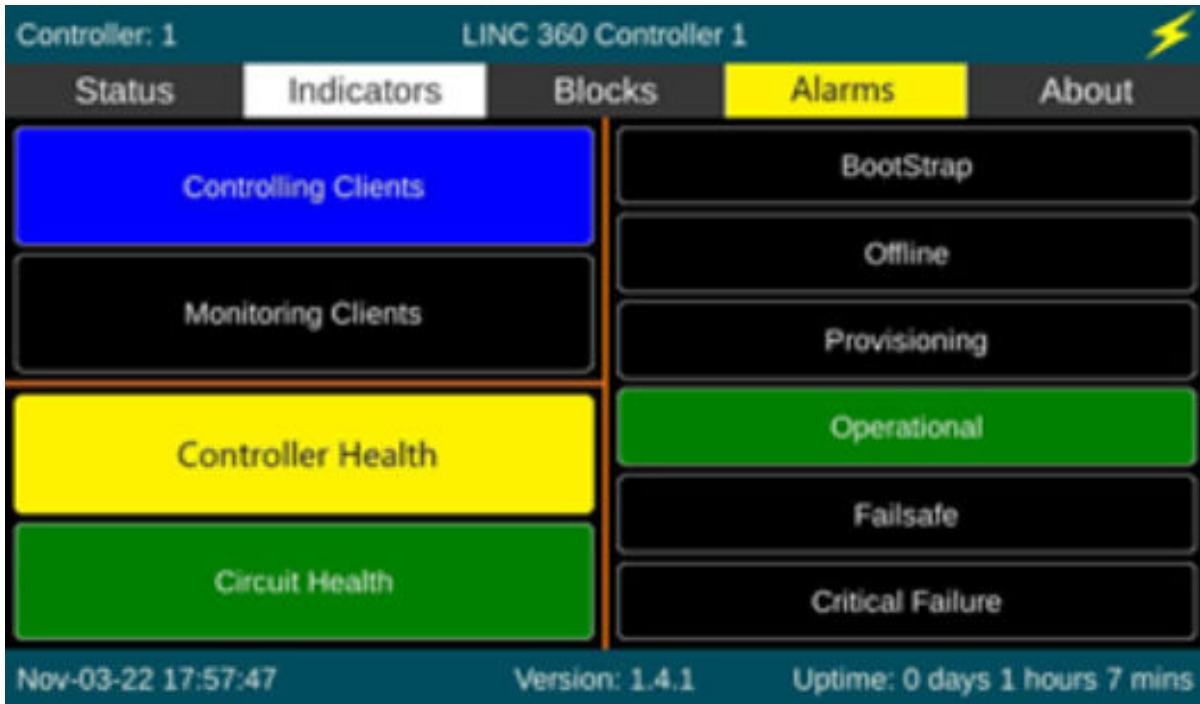 Controller: 1 LINC 360 Controller 1
Status Indicators Blocks Alarms About
Controlling Clients
Monitoring Clients
Controller Health
Circuit Health
BootStrap
Offline
Provisioning
Operational
Failsafe
Critical Failure
Nov-03-22 17:57:47 Version: 1.4.1 Uptime: 0 days 1 hours 7 mins